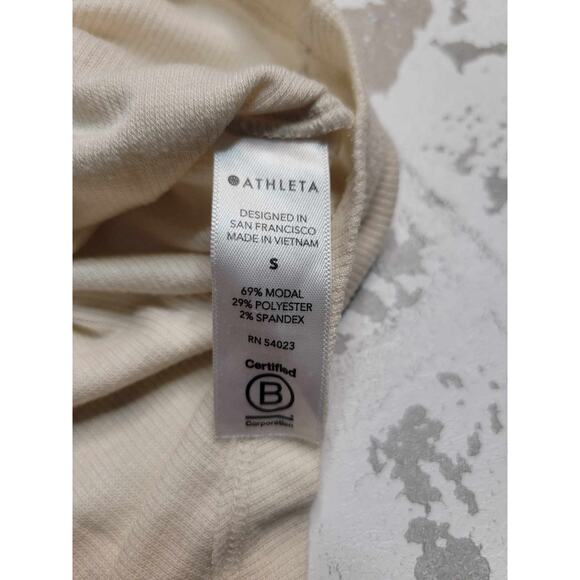 ATHLETA
DESIGNED IN
SAN FRANCISCO
MADE IN VIETNAM
S
69% MODAL
29% POLYESTER
2% SPANDEX
RN 54023
Certified
B
Corporation